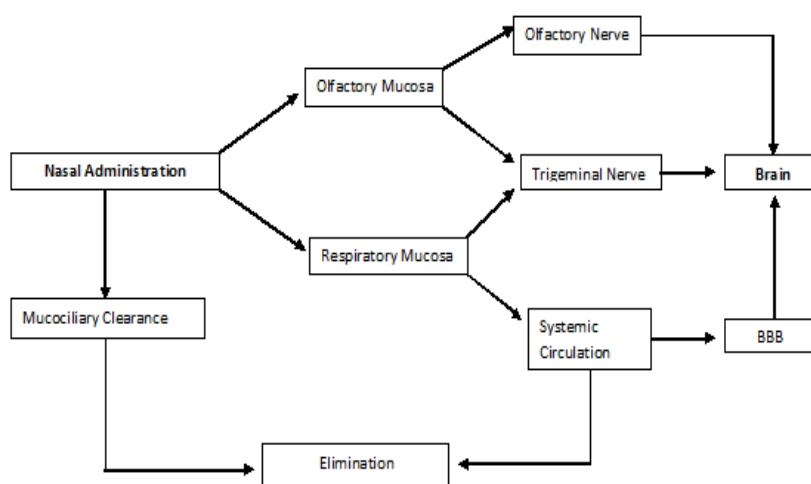 Olfactory Nerve
Olfactory Mucosa
Nasal Administration
Trigeminal Nerve
Brain
Respiratory Mucosa
Mucociliary Clearance
Systemic
Circulation
BBB
Elimination